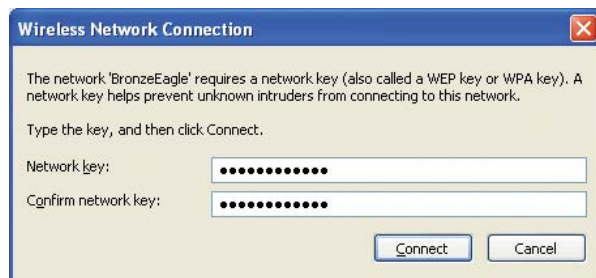 Wireless Network Connection
The network 'BronzeEagle' requires a network key (also called a WEP key or WPA key). A
network key helps prevent unknown intruders from connecting to this network.
Type the key, and then click Connect.
Network key: ••••••••••••
Confirm network key: ••••••••••••
Connect Cancel